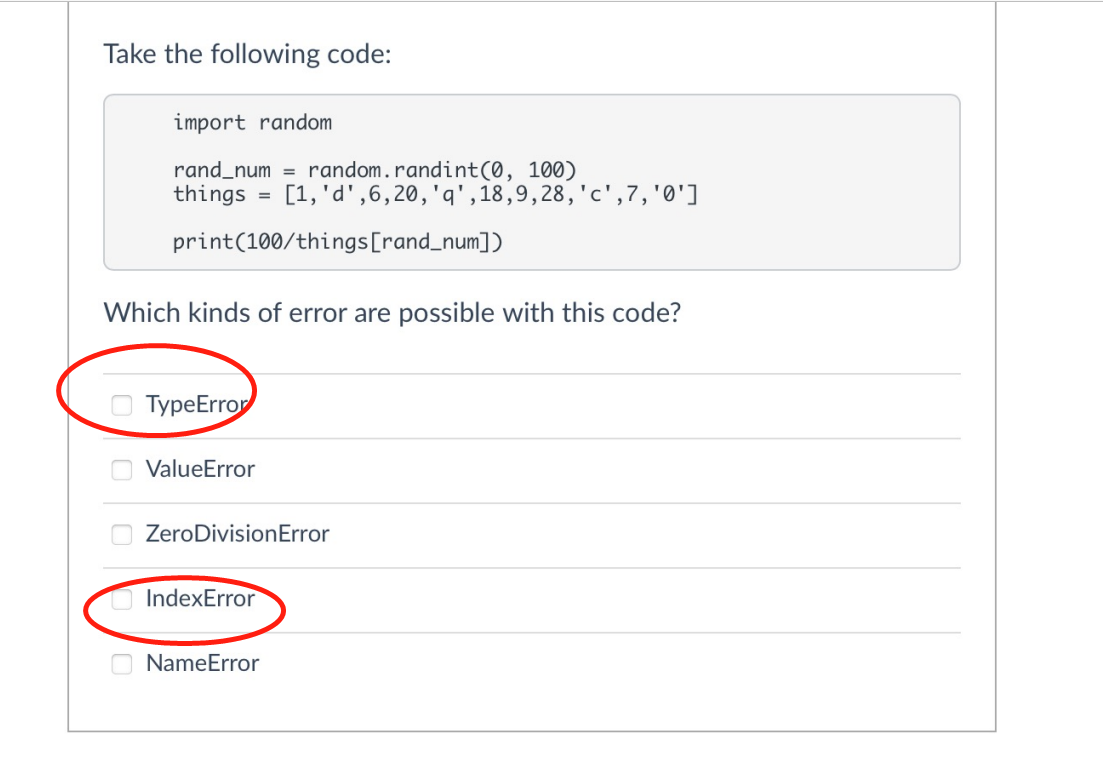 Take the following code:
import random
rand_num = random.randint(0, 100)
things = [1,'d',6,20,'q',18,9,28,'c',7,'0']
print(100/things[rand_num])
Which kinds of error are possible with this code?
TypeError
ValueError
ZeroDivisionError
IndexError
NameError